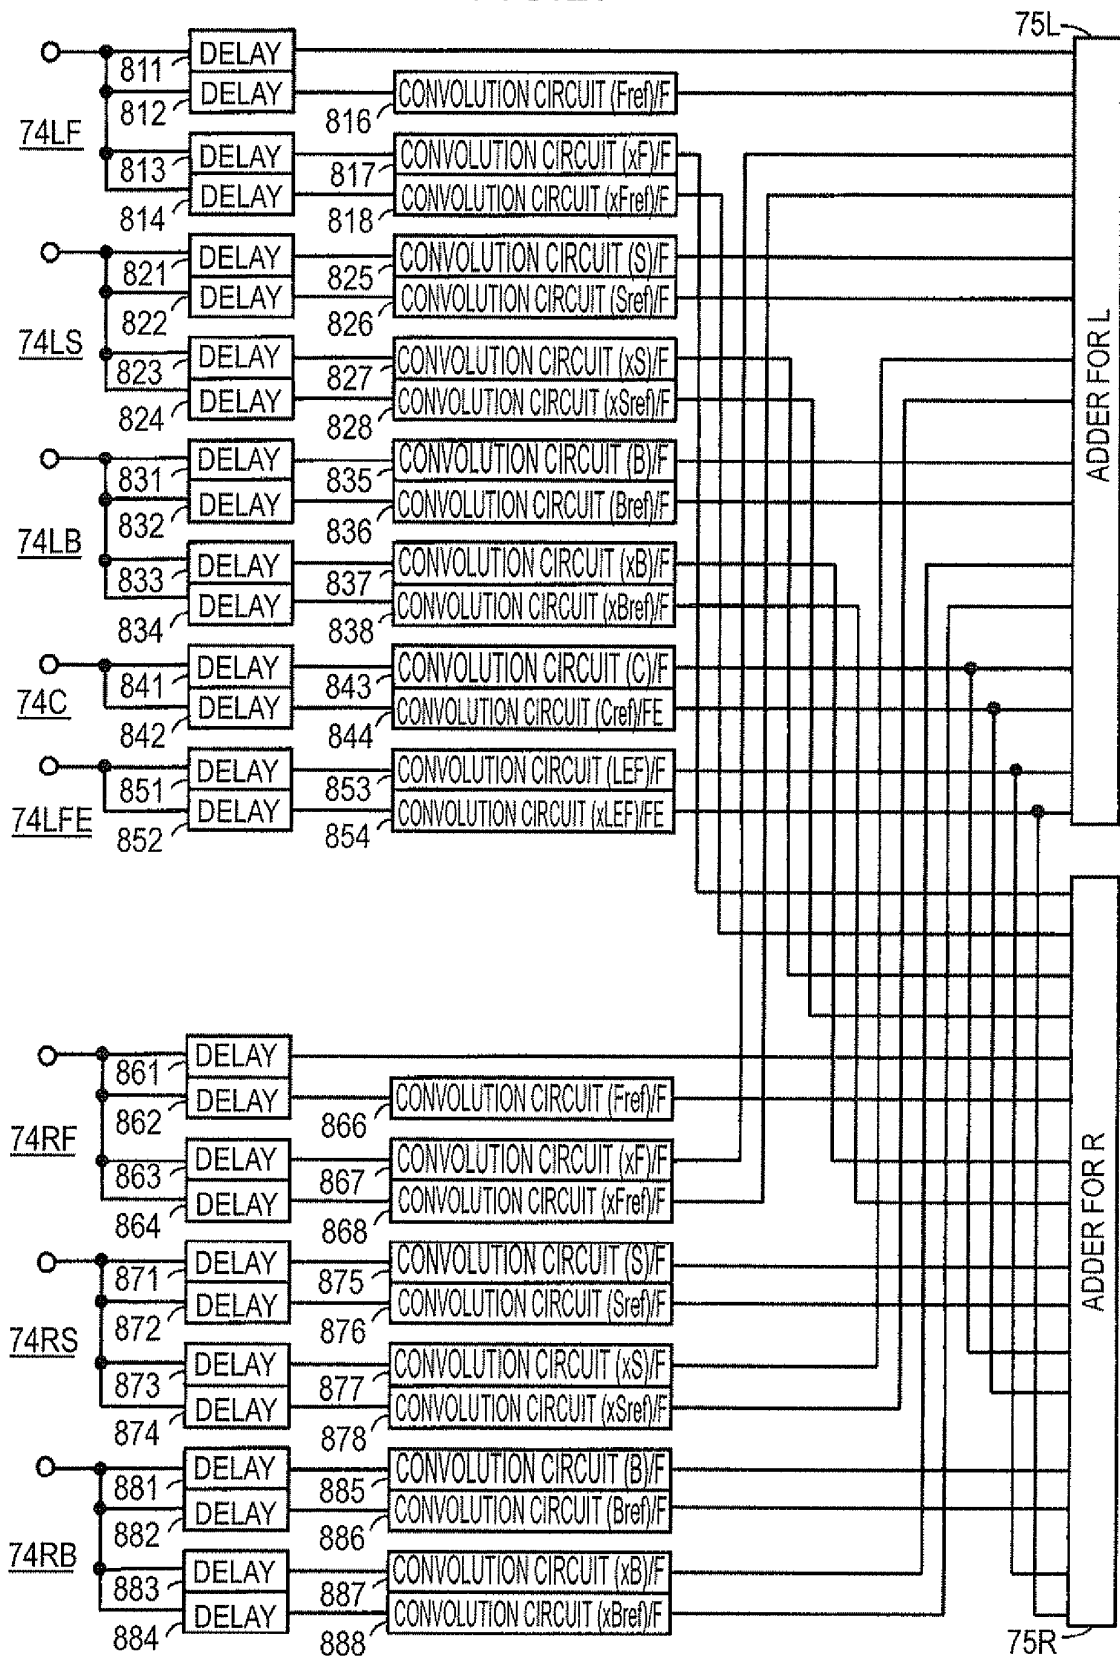 75L
DELAY
811
DELAY
CONVOLUTION CIRCUIT (Fref)/F
812
816
74LF
DELAY
CONVOLUTION CIRCUIT (xF)/F
813
817
DELAY
CONVOLUTION CIRCUIT (xFref)/F
814
818
DELAY
CONVOLUTION CIRCUIT (S)/F
821
825
DELAY
CONVOLUTION CIRCUIT (Sref)/F
822
826
74LS
DELAY
CONVOLUTION CIRCUIT (xS)/F
823
827
DELAY
CONVOLUTION CIRCUIT (xSref)/F
824
828
ADDER FOR L
DELAY
CONVOLUTION CIRCUIT (B)/F
831
835
DELAY
CONVOLUTION CIRCUIT (Bref)/F
832
836
74LB
DELAY
CONVOLUTION CIRCUIT (xB)/F
833
837
DELAY
CONVOLUTION CIRCUIT (xBref)/F
834
838
DELAY
CONVOLUTION CIRCUIT (C)/F
841
843
74C
DELAY
CONVOLUTION CIRCUIT (Cref)/FE
842
844
DELAY
CONVOLUTION CIRCUIT (LEF)/F
851
853
74LFE
DELAY
CONVOLUTION CIRCUIT (xLEF)/FE
852
854
DELAY
861
DELAY
CONVOLUTION CIRCUIT (Fref)/F
862
866
74RF
DELAY
CONVOLUTION CIRCUIT (xF)/F
863
867
DELAY
CONVOLUTION CIRCUIT (xFref)/F
864
868
ADDER FOR R
DELAY
CONVOLUTION CIRCUIT (S)/F
871
875
DELAY
CONVOLUTION CIRCUIT (Sref)/F
872
876
74RS
DELAY
CONVOLUTION CIRCUIT (xS)/F
873
877
DELAY
CONVOLUTION CIRCUIT (xSref)/F
874
878
DELAY
CONVOLUTION CIRCUIT (B)/F
881
885
DELAY
CONVOLUTION CIRCUIT (Bref)/F
882
886
74RB
DELAY
CONVOLUTION CIRCUIT (xB)/F
883
887
DELAY
CONVOLUTION CIRCUIT (xBref)/F
884
888
75R